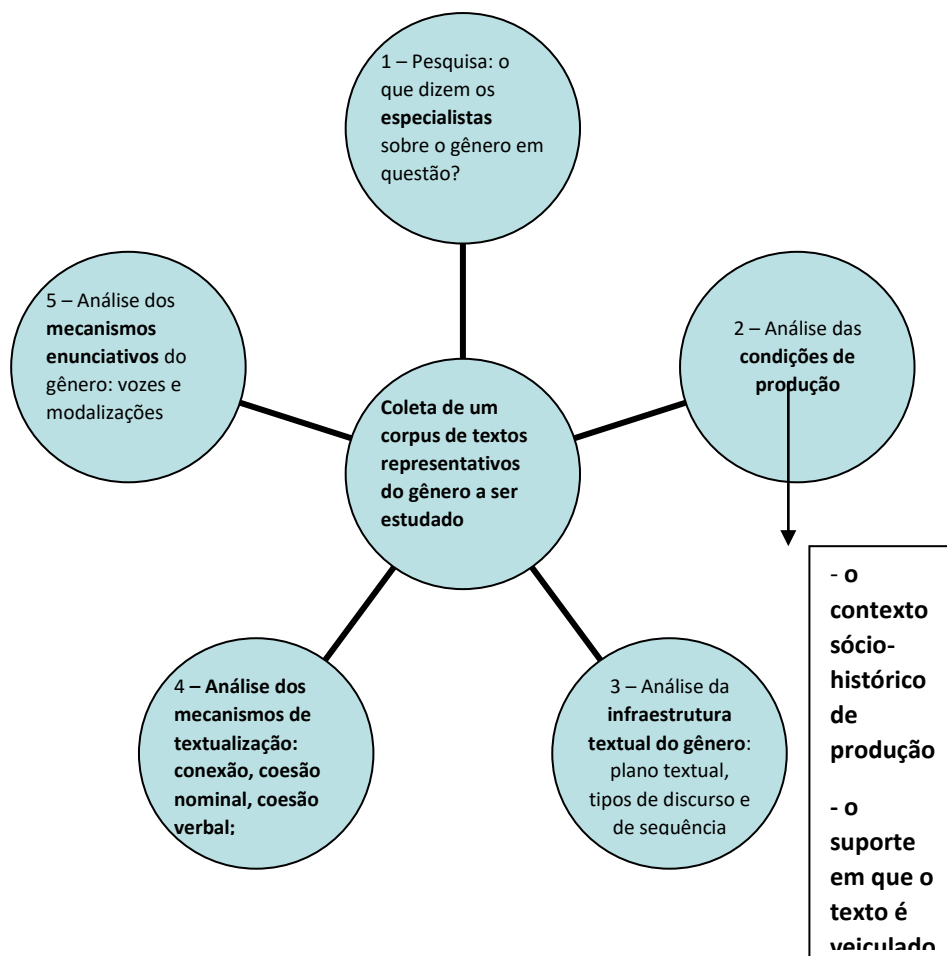 1 – Pesquisa: o
que dizem os
especialistas
sobre o gênero em
questão?
5 – Análise dos
mecanismos
enunciativos do
gênero: vozes e
modalizações
2 – Análise das
condições de
produção
Coleta de um
corpus de textos
representativos
do gênero a ser
estudado
4 – Análise dos
mecanismos de
textualização:
conexão, coesão
nominal, coesão
verbal;
3 – Análise da
infraestrutura
textual do gênero:
plano textual,
tipos de discurso e
de sequência
- o
contexto
sócio-
histórico
de
produção
- o
suporte
em que o
texto é
veiculado